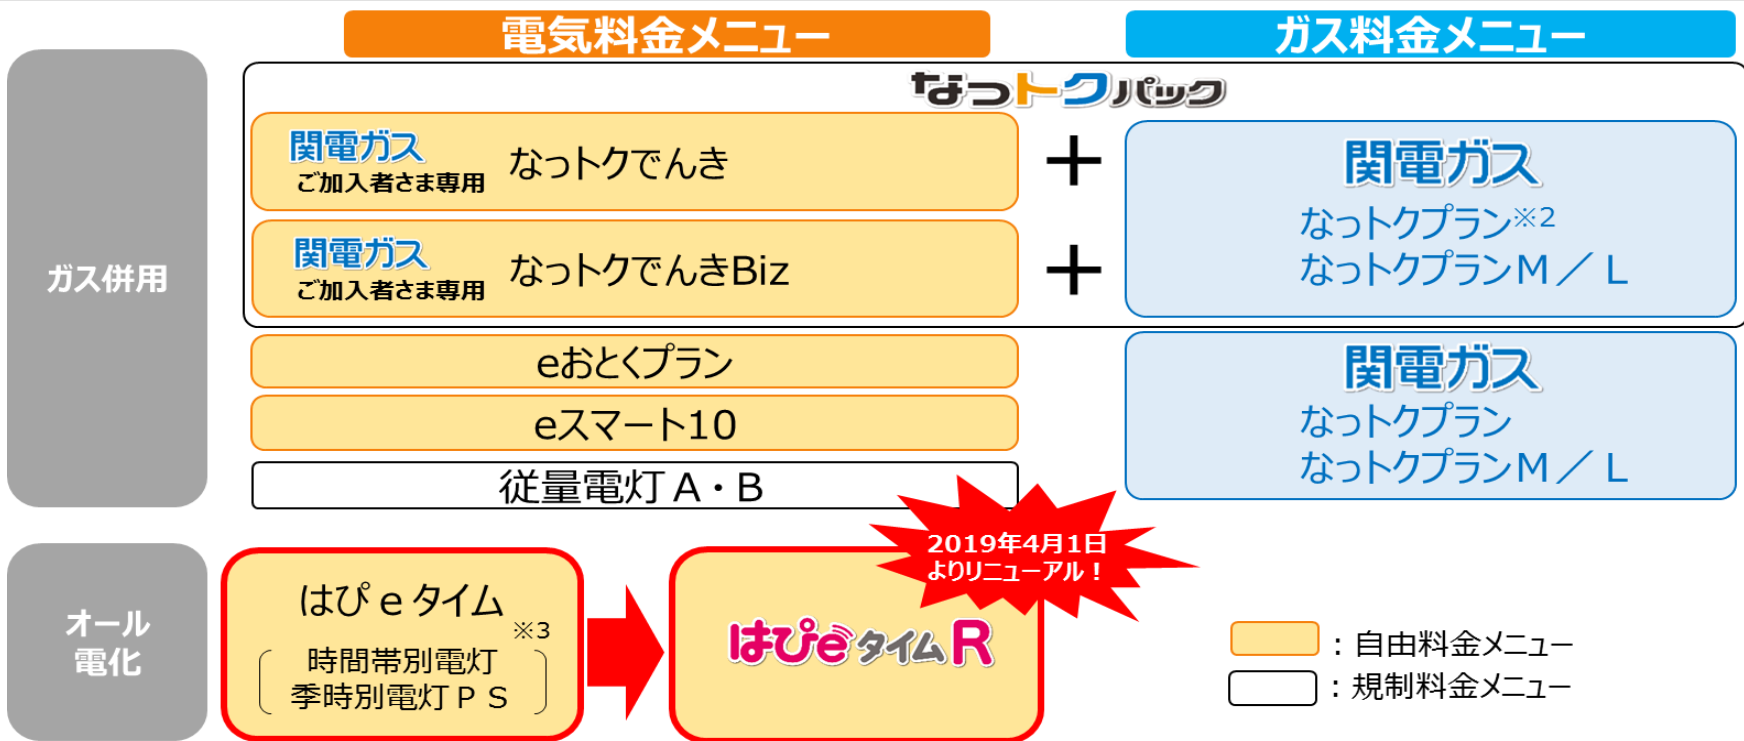 電気料金メニュー
ガス料金メニュー
なっトクパック
ガス併用
関電ガス
ご加入者さま専用
なっトクでんき
＋
関電ガス
なっトクプラン※2
なっトクプランＭ／Ｌ
関電ガス
ご加入者さま専用
なっトクでんきBiz
＋
eおとくプラン
eスマート10
従量電灯Ａ・Ｂ
関電ガス
なっトクプラン
なっトクプランＭ／Ｌ
オール
電化
はぴｅタイム
※3
時間帯別電灯
季時別電灯ＰＳ
2019年4月1日
よりリニューアル！
はぴeタイムR
：自由料金メニュー
：規制料金メニュー